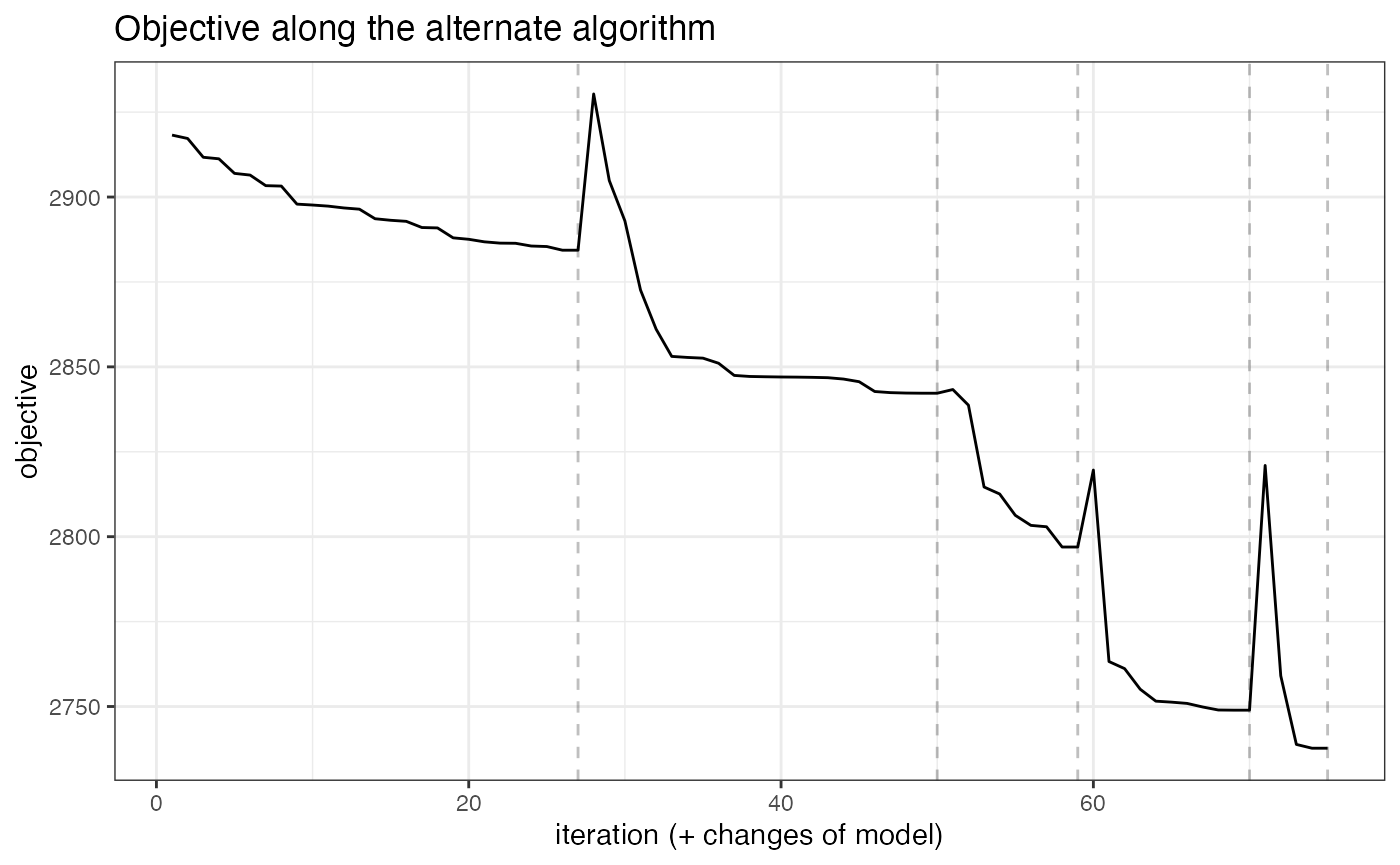 Objective along the alternate algorithm
objective
2900
2850
2800
2750
0 20 40 60
iteration (+ changes of model)